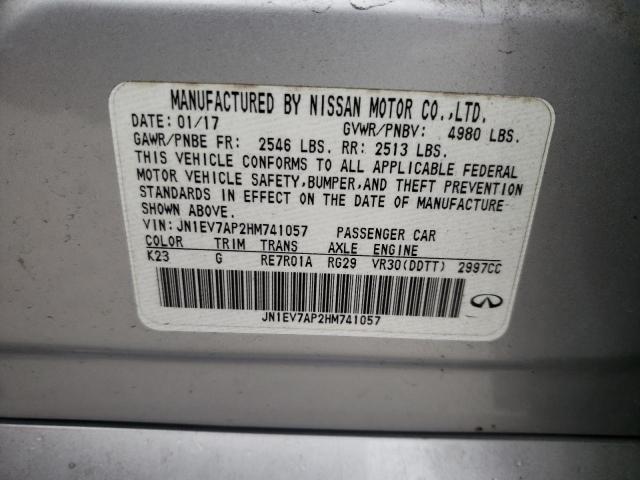 MANUFACTURED BY NISSAN MOTOR CO.,LTD.
DATE: 01/17 GVWR/PNBV: 4980 LBS.
GAWR/PNBE FR: 2546 LBS. RR: 2513 LBS.
THIS VEHICLE CONFORMS TO ALL APPLICABLE FEDERAL
MOTOR VEHICLE SAFETY,BUMPER,AND THEFT PREVENTION
STANDARDS IN EFFECT ON THE DATE OF MANUFACTURE
SHOWN ABOVE.
VIN: JN1EV7AP2HM741057 PASSENGER CAR
COLOR TRIM TRANS AXLE ENGINE
K23 G RE7R01A RG29 VR30(DDTT) 2997CC
JN1EV7AP2HM741057